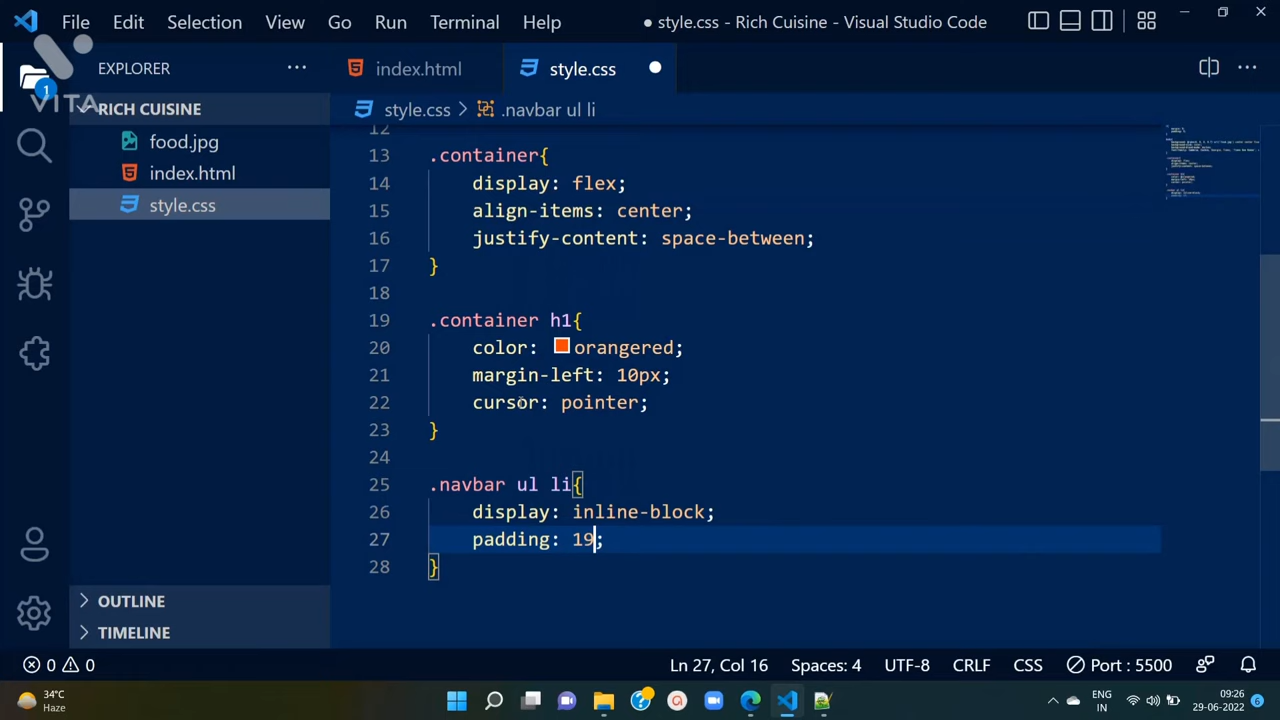 File Edit Selection View Go Run Terminal Help
● style.css - Rich Cuisine - Visual Studio Code
VITA
1
EXPLORER
RICH CUISINE
food.jpg
index.html
style.css
OUTLINE
TIMELINE
index.html
style.css
style.css > .navbar ul li
12
13 .container{
14 display: flex;
15 align-items: center;
16 justify-content: space-between;
17 }
18
19 .container h1{
20 color: orangered;
21 margin-left: 10px;
22 cursor: pointer;
23 }
24
25 .navbar ul li{
26 display: inline-block;
27 padding: 19;
28 }
0 0
Ln 27, Col 16 Spaces: 4 UTF-8 CRLF CSS Port : 5500
34°C
Haze
ENG
IN
09:26
29-06-2022